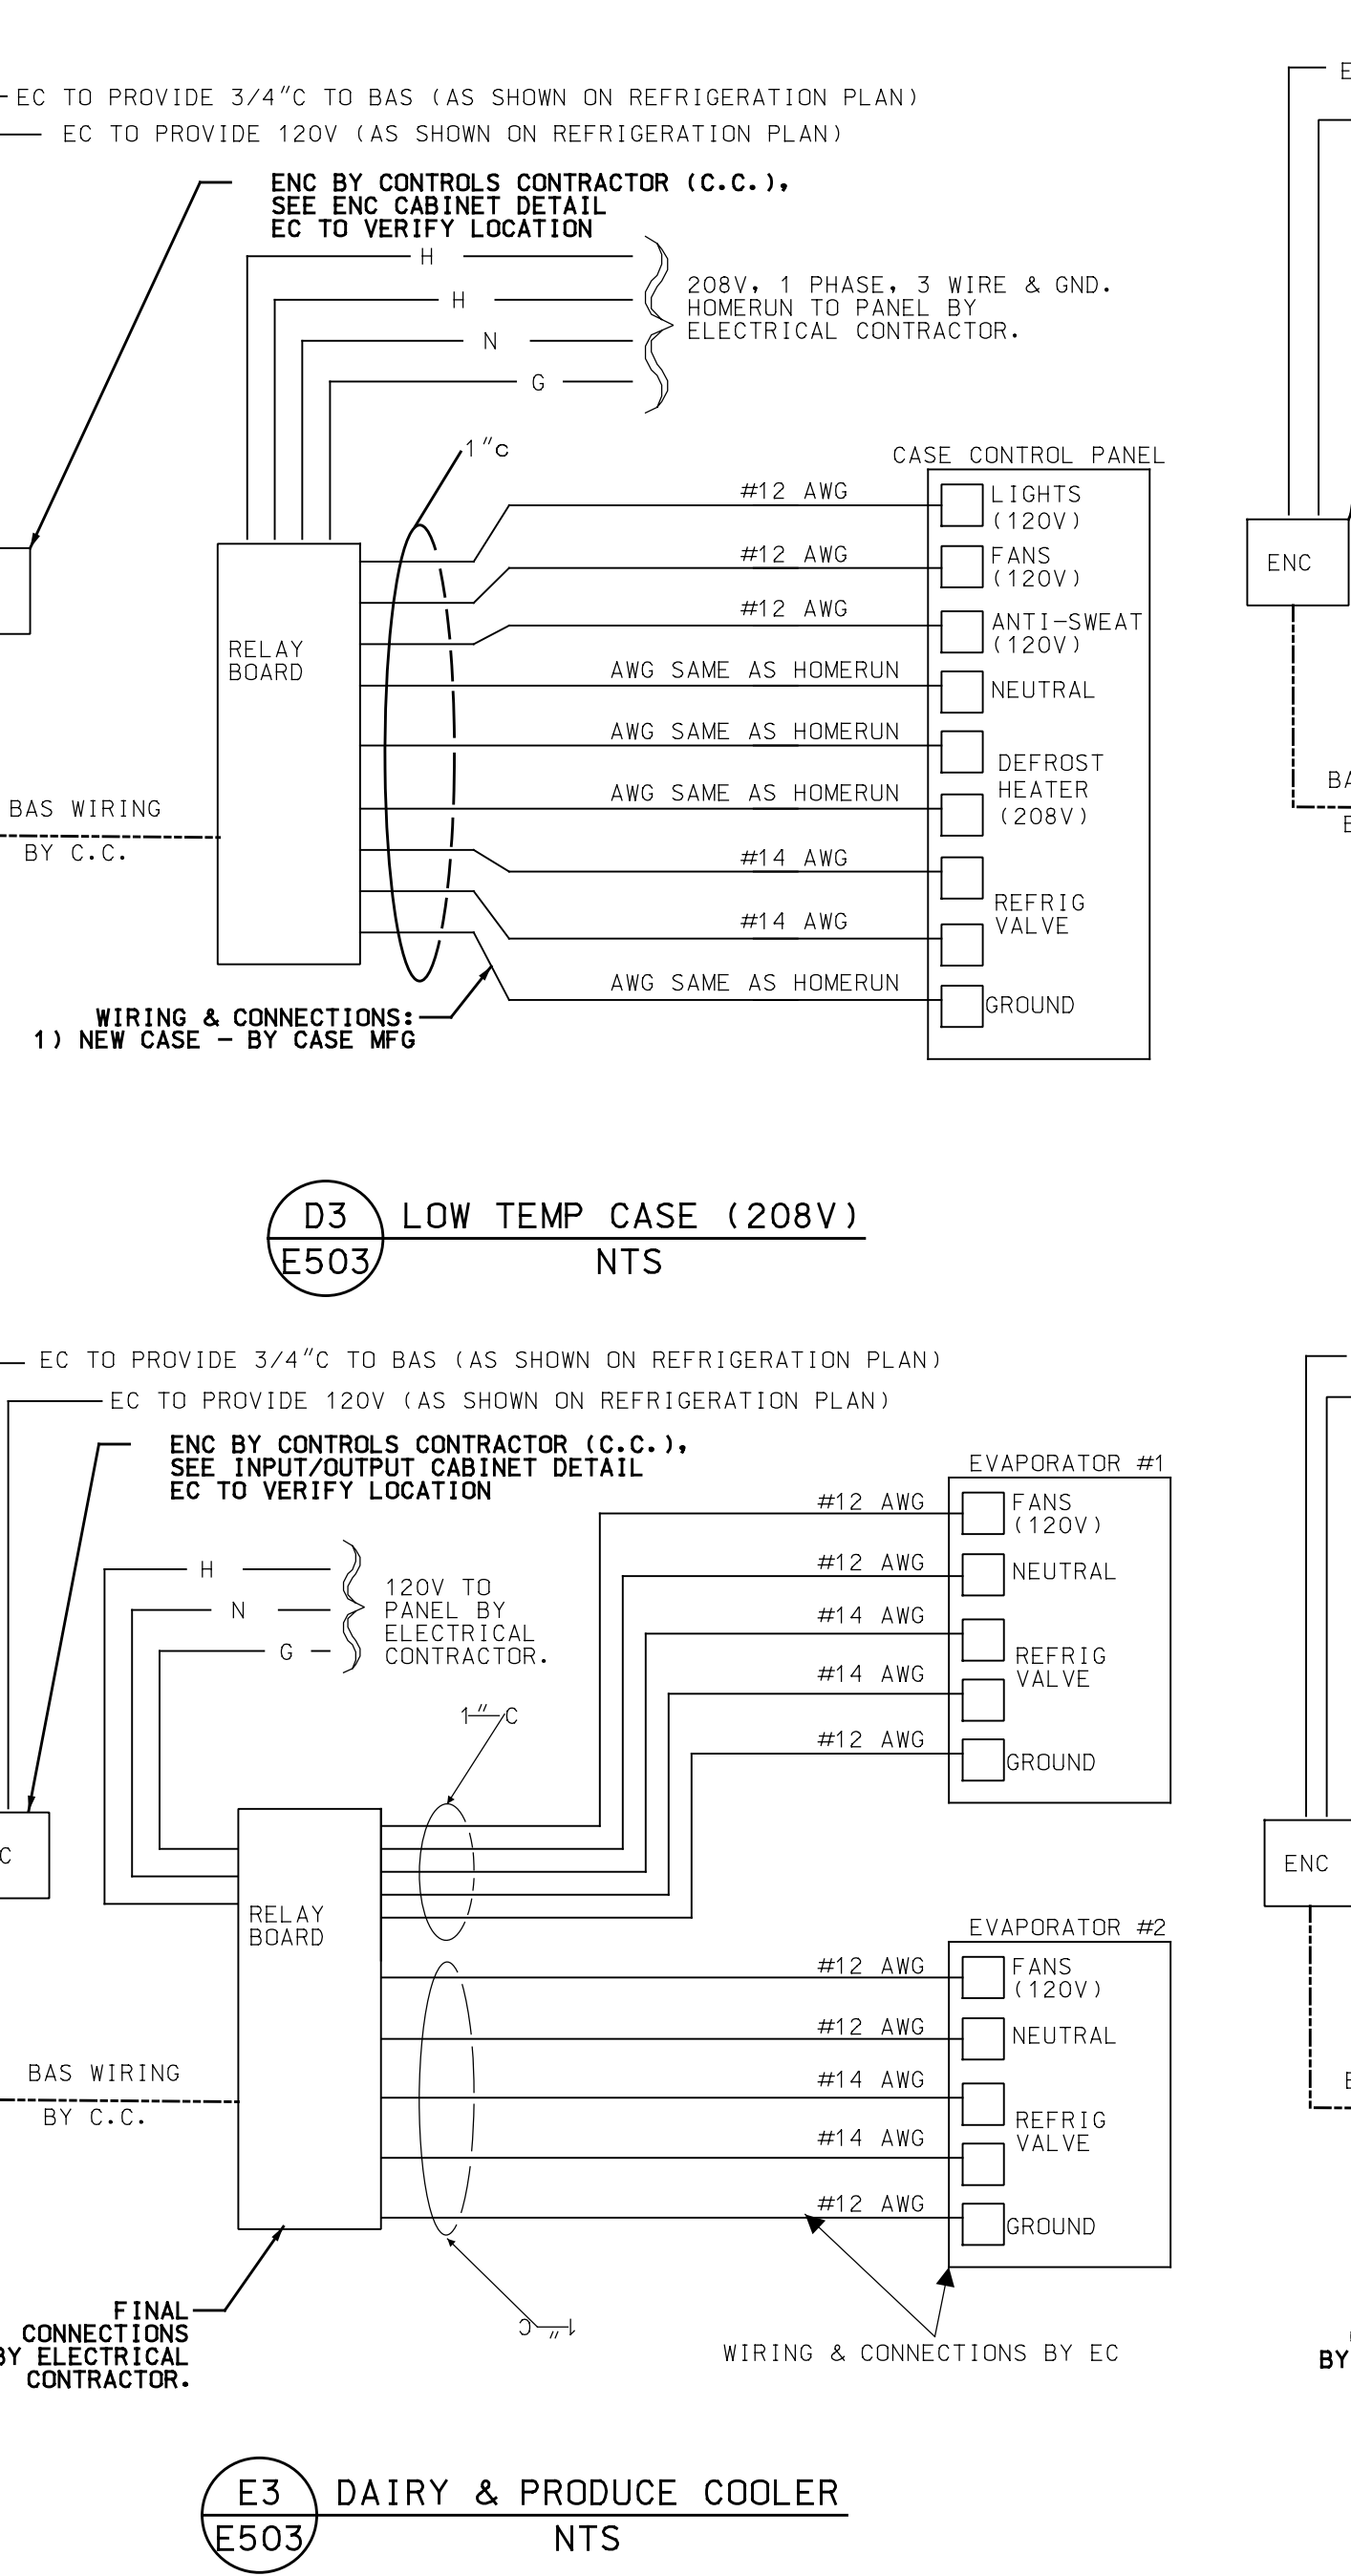 EC TO PROVIDE 3/4"C TO BAS (AS SHOWN ON REFRIGERATION PLAN)
EC TO PROVIDE 120V (AS SHOWN ON REFRIGERATION PLAN)
ENC BY CONTROLS CONTRACTOR (C.C.),
SEE ENC CABINET DETAIL
EC TO VERIFY LOCATION
H
H
N
G
208V, 1 PHASE, 3 WIRE & GND.
HOMERUN TO PANEL BY
ELECTRICAL CONTRACTOR.
1"c
CASE CONTROL PANEL
#12 AWG
LIGHTS
(120V)
#12 AWG
FANS
(120V)
#12 AWG
ANTI-SWEAT
(120V)
RELAY
BOARD
AWG SAME AS HOMERUN
NEUTRAL
AWG SAME AS HOMERUN
AWG SAME AS HOMERUN
DEFROST
HEATER
(208V)
#14 AWG
#14 AWG
REFRIG
VALVE
AWG SAME AS HOMERUN
GROUND
BAS WIRING
BY C.C.
WIRING & CONNECTIONS:
1) NEW CASE - BY CASE MFG
ENC
D3
E503
LOW TEMP CASE (208V)
NTS
EC TO PROVIDE 3/4"C TO BAS (AS SHOWN ON REFRIGERATION PLAN)
EC TO PROVIDE 120V (AS SHOWN ON REFRIGERATION PLAN)
ENC BY CONTROLS CONTRACTOR (C.C.),
SEE INPUT/OUTPUT CABINET DETAIL
EC TO VERIFY LOCATION
H
N
G
120V TO
PANEL BY
ELECTRICAL
CONTRACTOR.
1" C
EVAPORATOR #1
#12 AWG
FANS
(120V)
#12 AWG
NEUTRAL
#14 AWG
#14 AWG
REFRIG
VALVE
#12 AWG
GROUND
C
RELAY
BOARD
ENC
EVAPORATOR #2
#12 AWG
FANS
(120V)
#12 AWG
NEUTRAL
#14 AWG
#14 AWG
REFRIG
VALVE
#12 AWG
GROUND
BAS WIRING
BY C.C.
1" C
WIRING & CONNECTIONS BY EC
FINAL
CONNECTIONS
BY ELECTRICAL
CONTRACTOR.
BY
E3
E503
DAIRY & PRODUCE COOLER
NTS